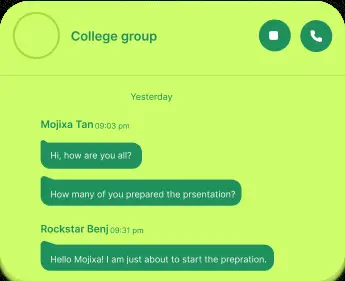 College group
Yesterday
Mojixa Tan 09:03 pm
Hi, how are you all?
How many of you prepared the prsentation?
Rockstar Benj 09:31 pm
Hello Mojixa! I am just about to start the prepration.